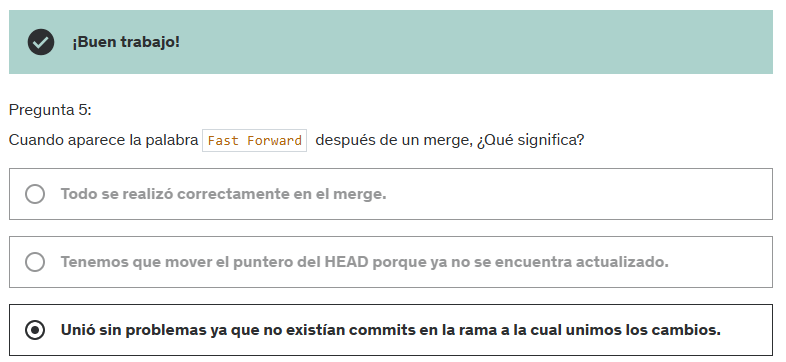 ¡Buen trabajo!
Pregunta 5:
Cuando aparece la palabra Fast Forward después de un merge, ¿Qué significa?
Todo se realizó correctamente en el merge.
Tenemos que mover el puntero del HEAD porque ya no se encuentra actualizado.
Unió sin problemas ya que no existían commits en la rama a la cual unimos los cambios.